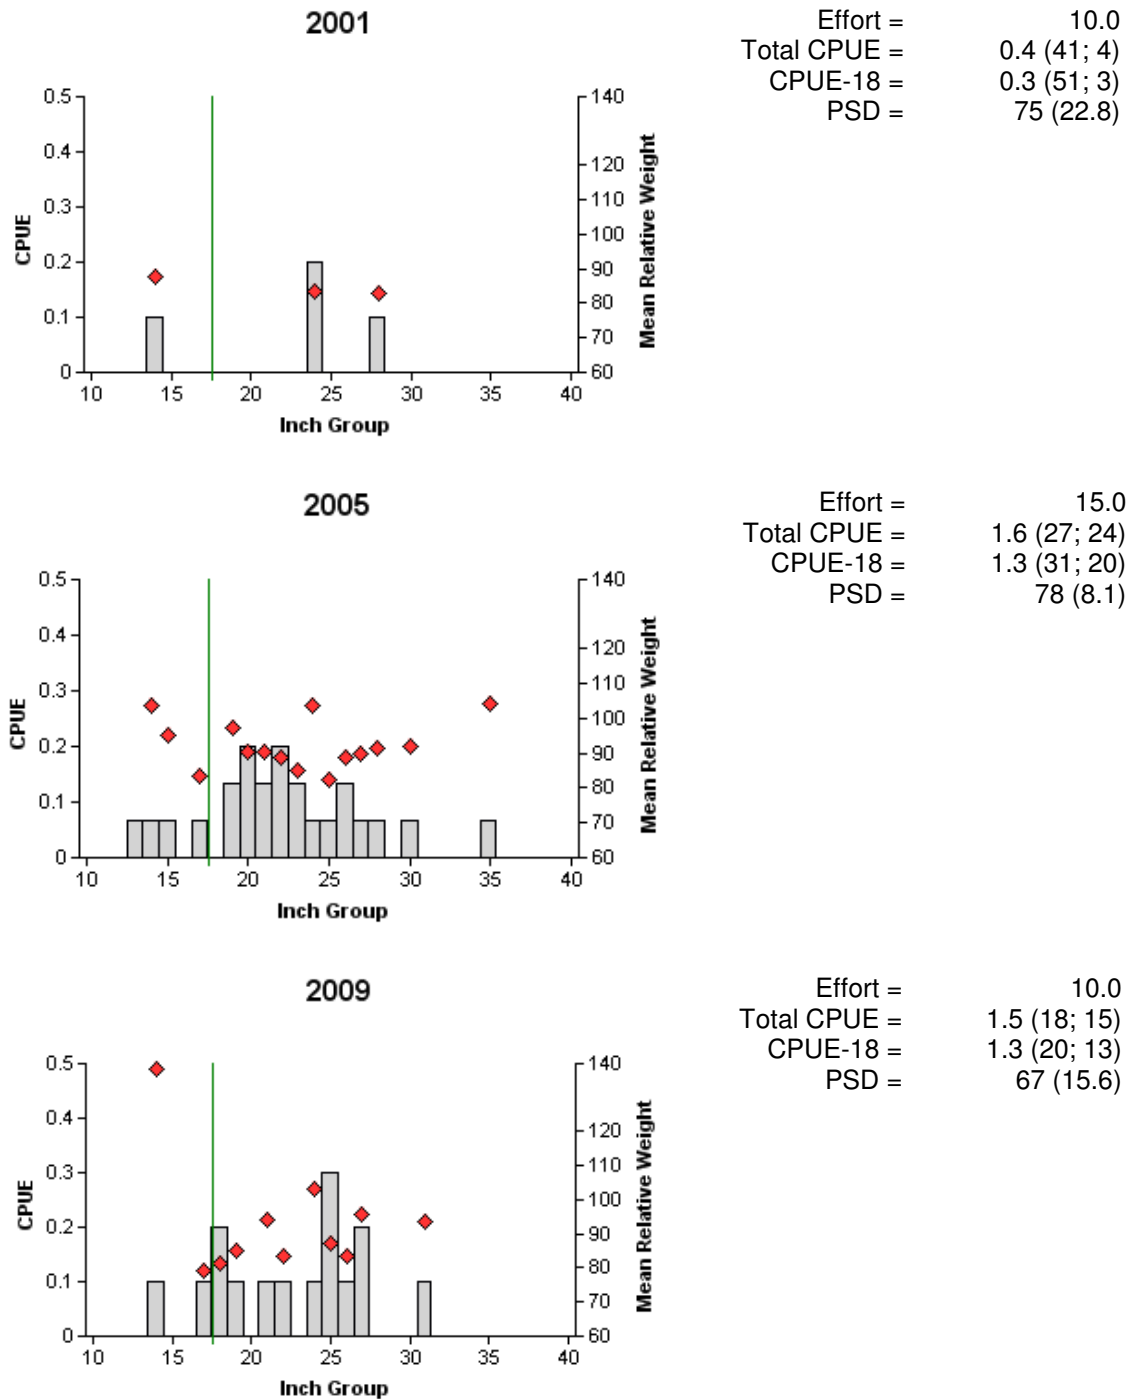 2001
Effort = 10.0
Total CPUE = 0.4 (41; 4)
CPUE-18 = 0.3 (51; 3)
PSD = 75 (22.8)
0.5
0.4
0.3
0.2
0.1
0
CPUE
140
120
110
100
90
80
70
60
Mean Relative Weight
10 15 20 25 30 35 40
Inch Group
2005
Effort = 15.0
Total CPUE = 1.6 (27; 24)
CPUE-18 = 1.3 (31; 20)
PSD = 78 (8.1)
0.5
0.4
0.3
0.2
0.1
0
CPUE
140
120
110
100
90
80
70
60
Mean Relative Weight
10 15 20 25 30 35 40
Inch Group
2009
Effort = 10.0
Total CPUE = 1.5 (18; 15)
CPUE-18 = 1.3 (20; 13)
PSD = 67 (15.6)
0.5
0.4
0.3
0.2
0.1
0
CPUE
140
120
110
100
90
80
70
60
Mean Relative Weight
10 15 20 25 30 35 40
Inch Group